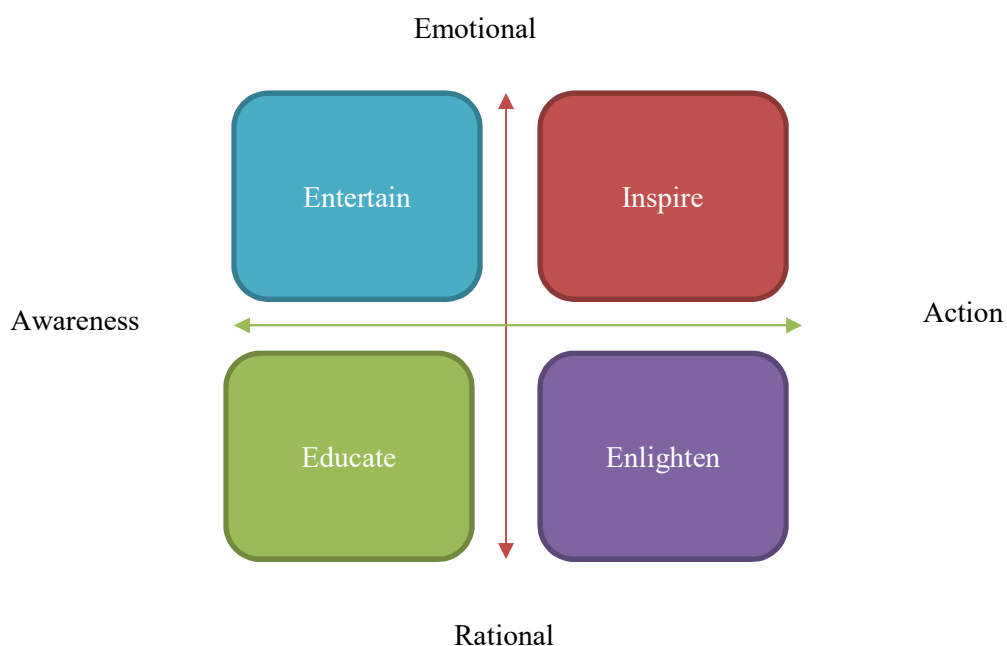 Emotional
Entertain
Inspire
Awareness
Action
Educate
Enlighten
Rational